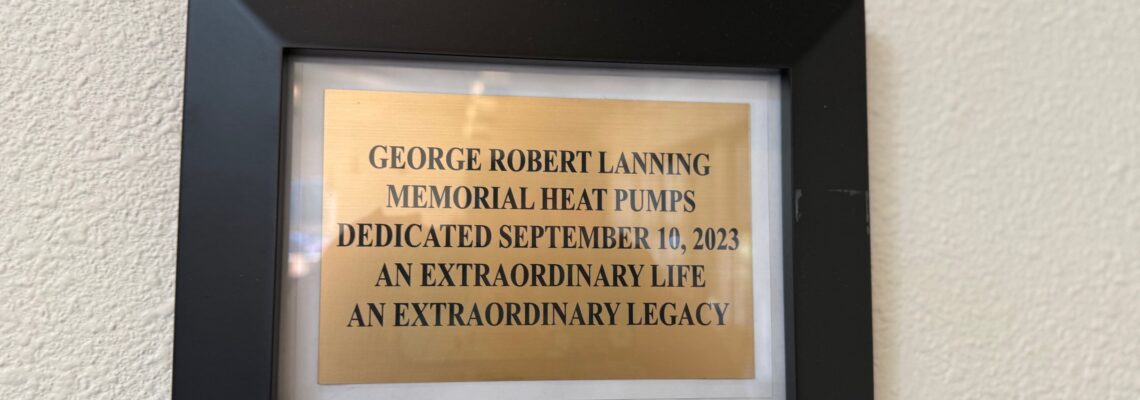 GEORGE ROBERT LANNING
MEMORIAL HEAT PUMPS
DEDICATED SEPTEMBER 10, 2023
AN EXTRAORDINARY LIFE
AN EXTRAORDINARY LEGACY